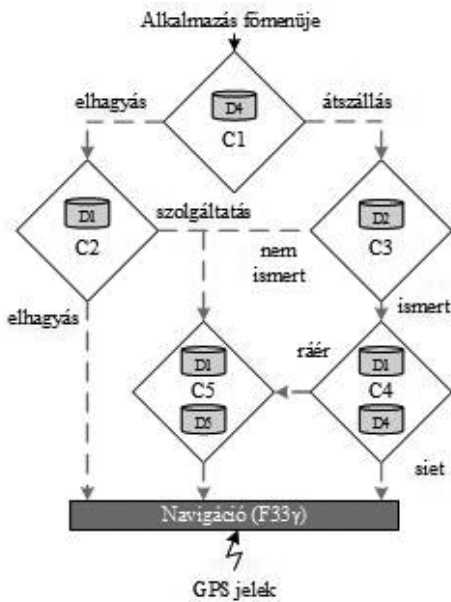 Alkalmazás főmenüje
elhagyás
átszállás
D4
C1
D1
C2
szolgáltatás
D2
C3
nem
ismert
elhagyás
ismert
ráér
D1
C5
D5
D1
C4
D4
siet
Navigáció (F33γ)
GPS jelek